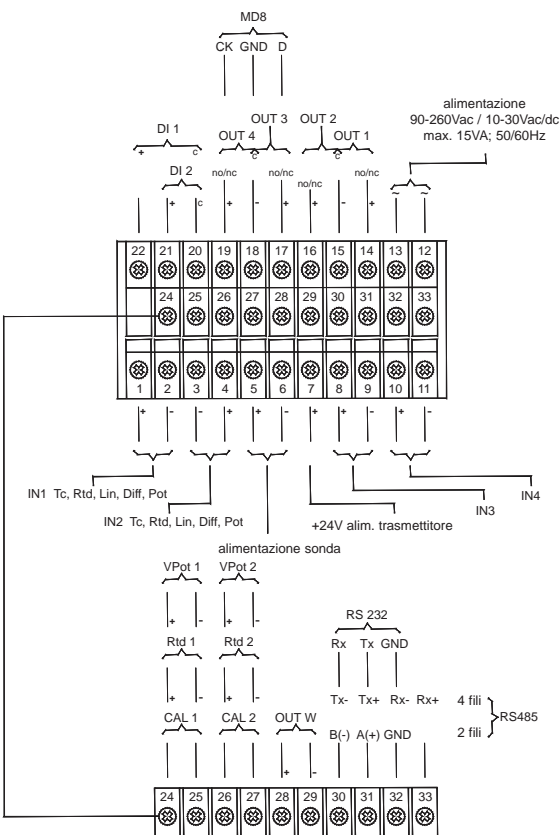 MD8
CK GND D
alimentazione
90-260Vac / 10-30Vac/dc
max. 15VA; 50/60Hz
OUT 3 OUT 2
DI 1 OUT 4 OUT 1
+ c c c
DI 2 no/nc no/nc no/nc no/nc ~ ~
+ c + - + + - +
22 21 20 19 18 17 16 15 14 13 12
24 25 26 27 28 29 30 31 32 33
1 2 3 4 5 6 7 8 9 10 11
+ - - + + - + + - + -
IN1 Tc, Rtd, Lin, Diff, Pot
IN4
IN3
IN2 Tc, Rtd, Lin, Diff, Pot
+24V alim. trasmettitore
alimentazione sonda
VPot 1 VPot 2
+ - + -
RS 232
Rtd 1 Rtd 2 Rx Tx GND
+ - + - Tx- Tx+ Rx- Rx+ 4 fili
RS485
CAL 1 CAL 2 OUT W B(-) A(+) GND 2 fili
+ -
24 25 26 27 28 29 30 31 32 33